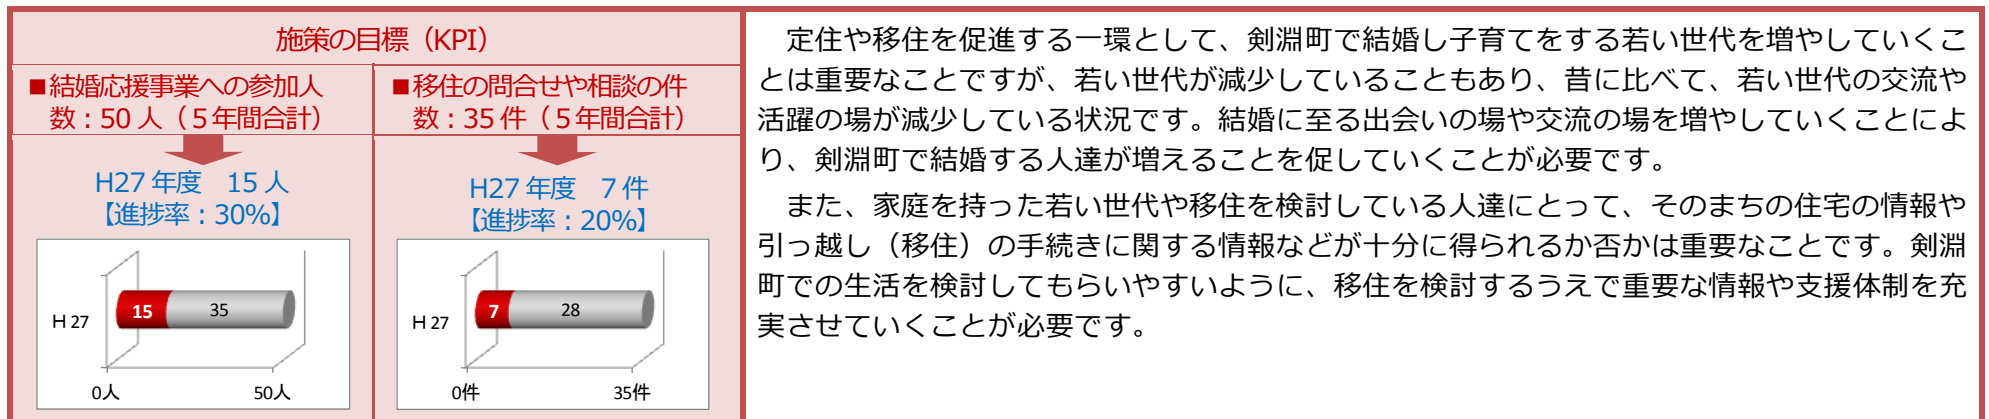 施策の目標（KPI）
■結婚応援事業への参加人
数：50 人（５年間合計）
■移住の問合せや相談の件
数：35 件（５年間合計）
H27 年度　15 人
【進捗率：30%】
H27 年度　７件
【進捗率：20%】
H 27
15
35
0人
50人
H 27
7
28
0件
35件
　定住や移住を促進する一環として、剣淵町で結婚し子育てをする若い世代を増やしていくこ
とは重要なことですが、若い世代が減少していることもあり、昔に比べて、若い世代の交流や
活躍の場が減少している状況です。結婚に至る出会いの場や交流の場を増やしていくことによ
り、剣淵町で結婚する人達が増えることを促していくことが必要です。
　また、家庭を持った若い世代や移住を検討している人達にとって、そのまちの住宅の情報や
引っ越し（移住）の手続きに関する情報などが十分に得られるか否かは重要なことです。剣淵
町での生活を検討してもらいやすいように、移住を検討するうえで重要な情報や支援体制を充
実させていくことが必要です。